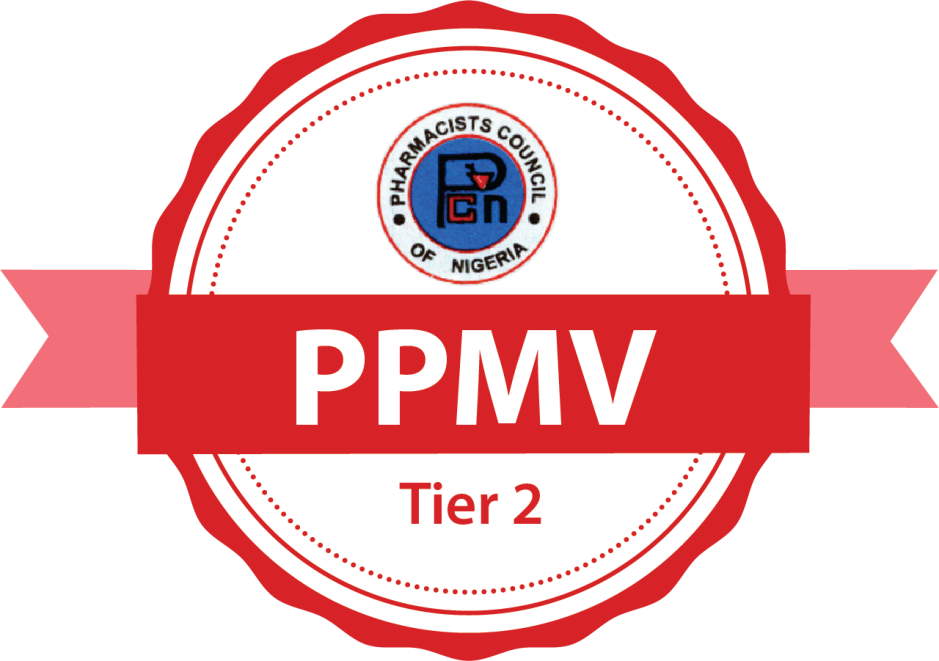 PHARMACISTS COUNCIL
OF NIGERIA
PCN
PPMV
Tier 2